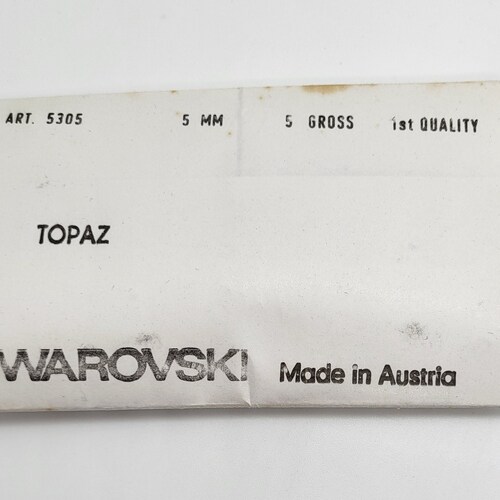 ART. 5305 5 MM 5 GROSS 1st QUALITY
TOPAZ
WAROVSKI Made in Austria